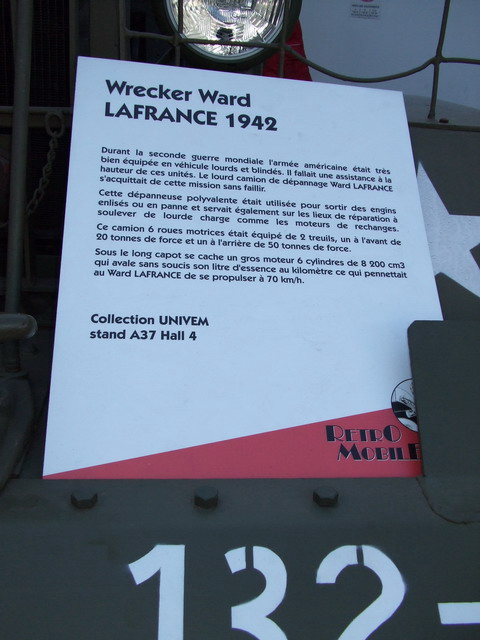 Wrecker Ward
LAFRANCE 1942
Durant la seconde guerre mondiale l'armée américaine était très
bien équipée en véhicule lourds et blindés. Il fallait une assistance à la
hauteur de ces unités. Le lourd camion de dépannage Ward LAFRANCE
s'acquittait de cette mission sans faillir.
Cette dépanneuse polyvalente était utilisée pour sortir des engins
enlisés ou en panne et servait également sur les lieux de réparation à
soulever de lourde charge comme les moteurs de rechanges.
Ce camion 6 roues motrices était équipé de 2 treuils, un à l'avant de
20 tonnes de force et un à l'arrière de 50 tonnes de force.
Sous le long capot se cache un gros moteur 6 cylindres de 8 200 cm3
qui avale sans soucis son litre d'essence au kilomètre ce qui pennettait
au Ward LAFRANCE de se propulser à 70 km/h.
Collection UNIVEM
stand A37 Hall 4
RETRO
MOBILE
132-